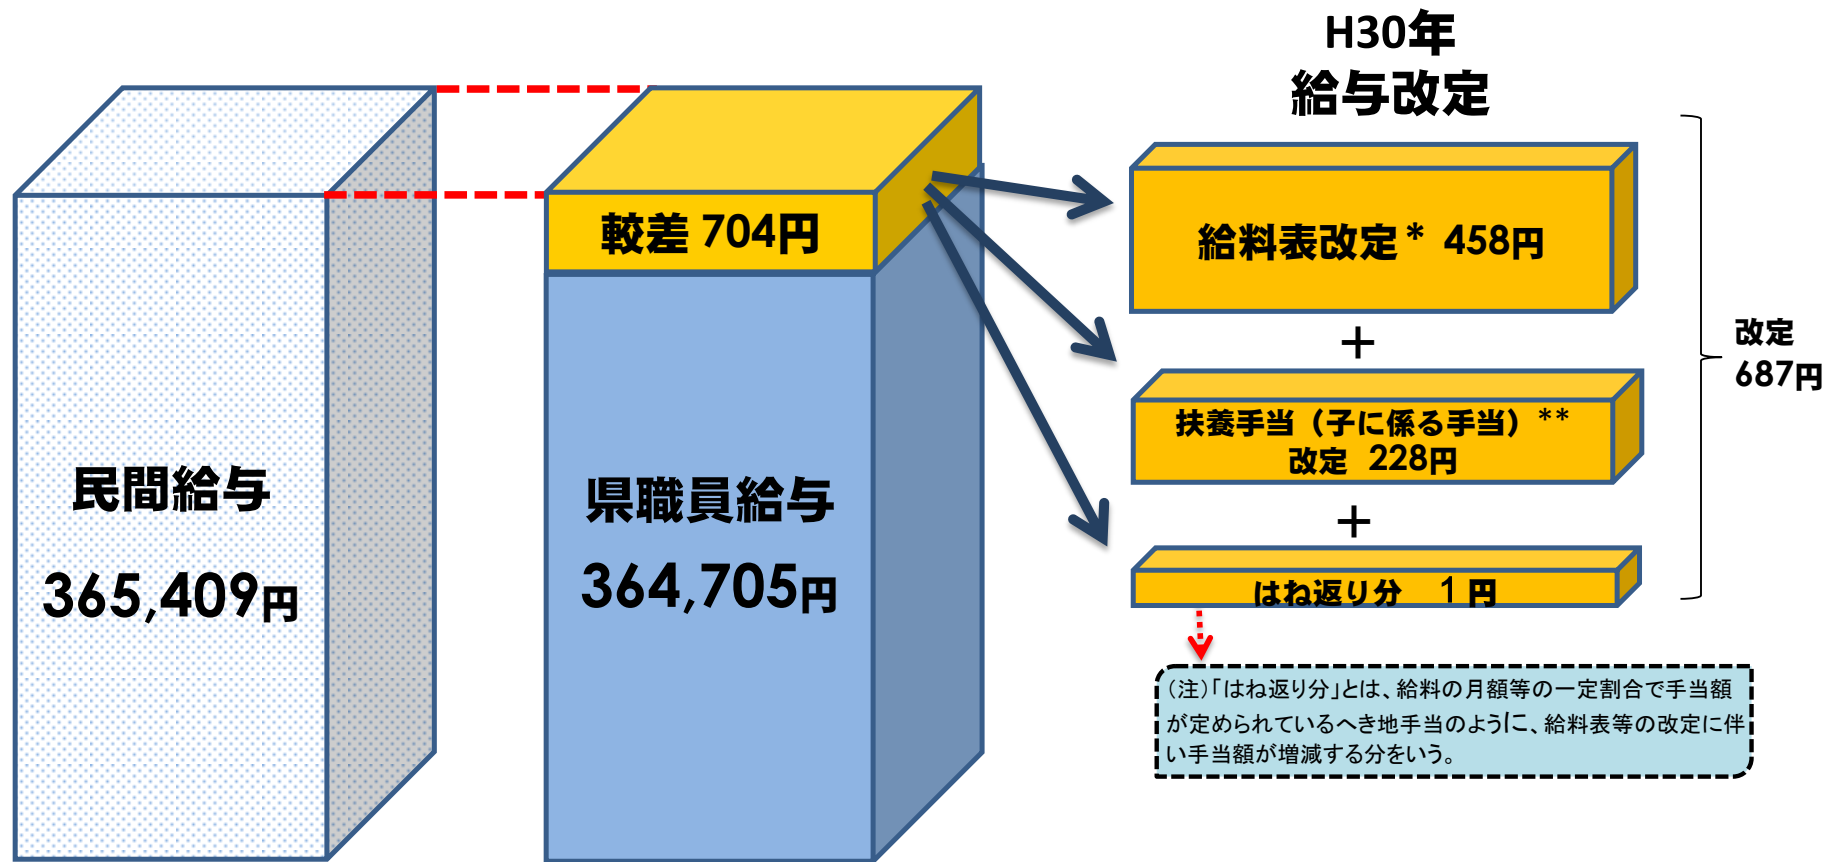 H30年
給与改定
較差 704円
給料表改定* 458円
+
改定
687円
扶養手当（子に係る手当）**
改定 228円
民間給与
365,409円
県職員給与
364,705円
+
はね返り分 1円
（注）「はね返り分」とは、給料の月額等の一定割合で手当額
が定められているへき地手当のように、給料表等の改定に伴
い手当額が増減する分をいう。